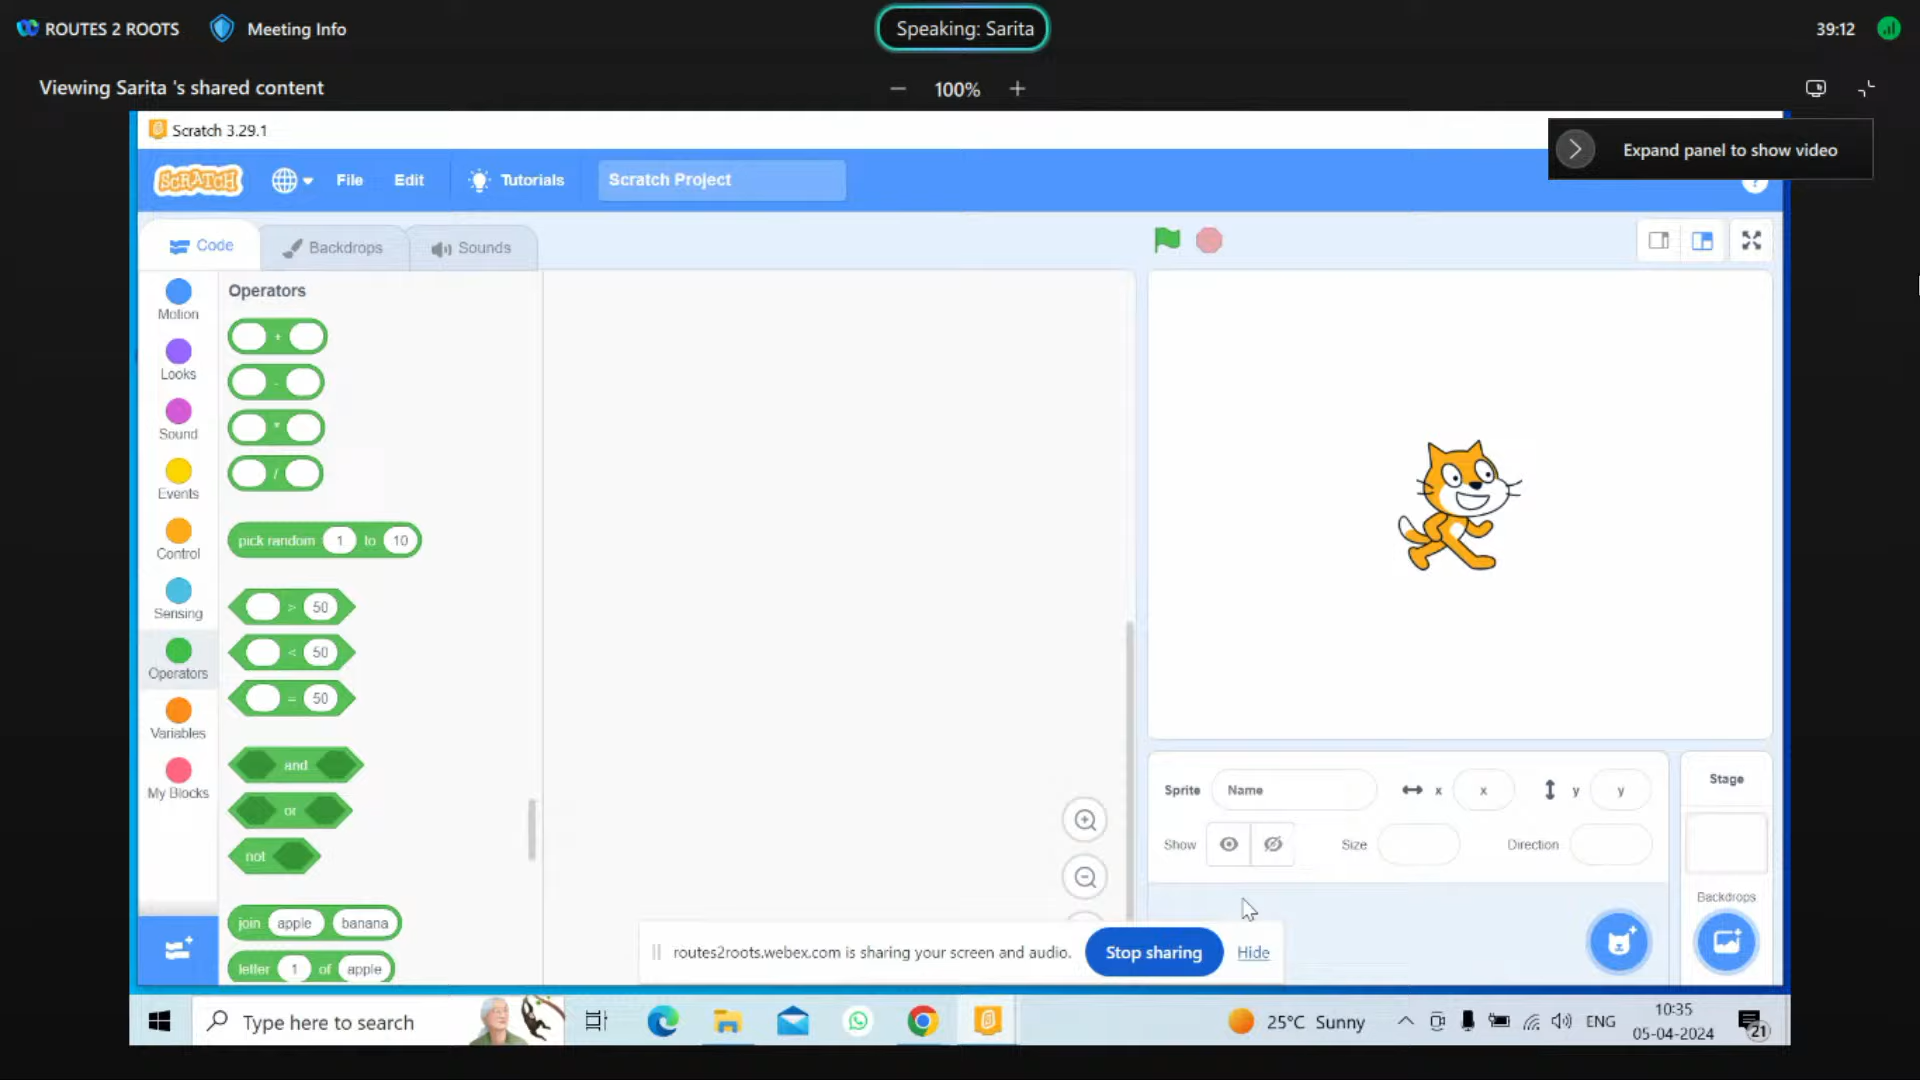 ROUTES 2 ROOTS
Meeting Info
Speaking: Sarita
39:12
Viewing Sarita 's shared content
100%
Scratch 3.29.1
Expand panel to show video
SCRATCH
File
Edit
Tutorials
Scratch Project
?
Code
Backdrops
Sounds
Motion
Looks
Sound
Events
Control
Sensing
Operators
Variables
My Blocks
Operators
+
-
*
/
pick random 1 to 10
> 50
< 50
= 50
and
or
not
join apple banana
letter 1 of apple
Sprite
Name
x
x
y
y
Show
Size
Direction
Stage
Backdrops
routes2roots.webex.com is sharing your screen and audio.
Stop sharing
Hide
Type here to search
25°C Sunny
ENG
10:35
05-04-2024
21